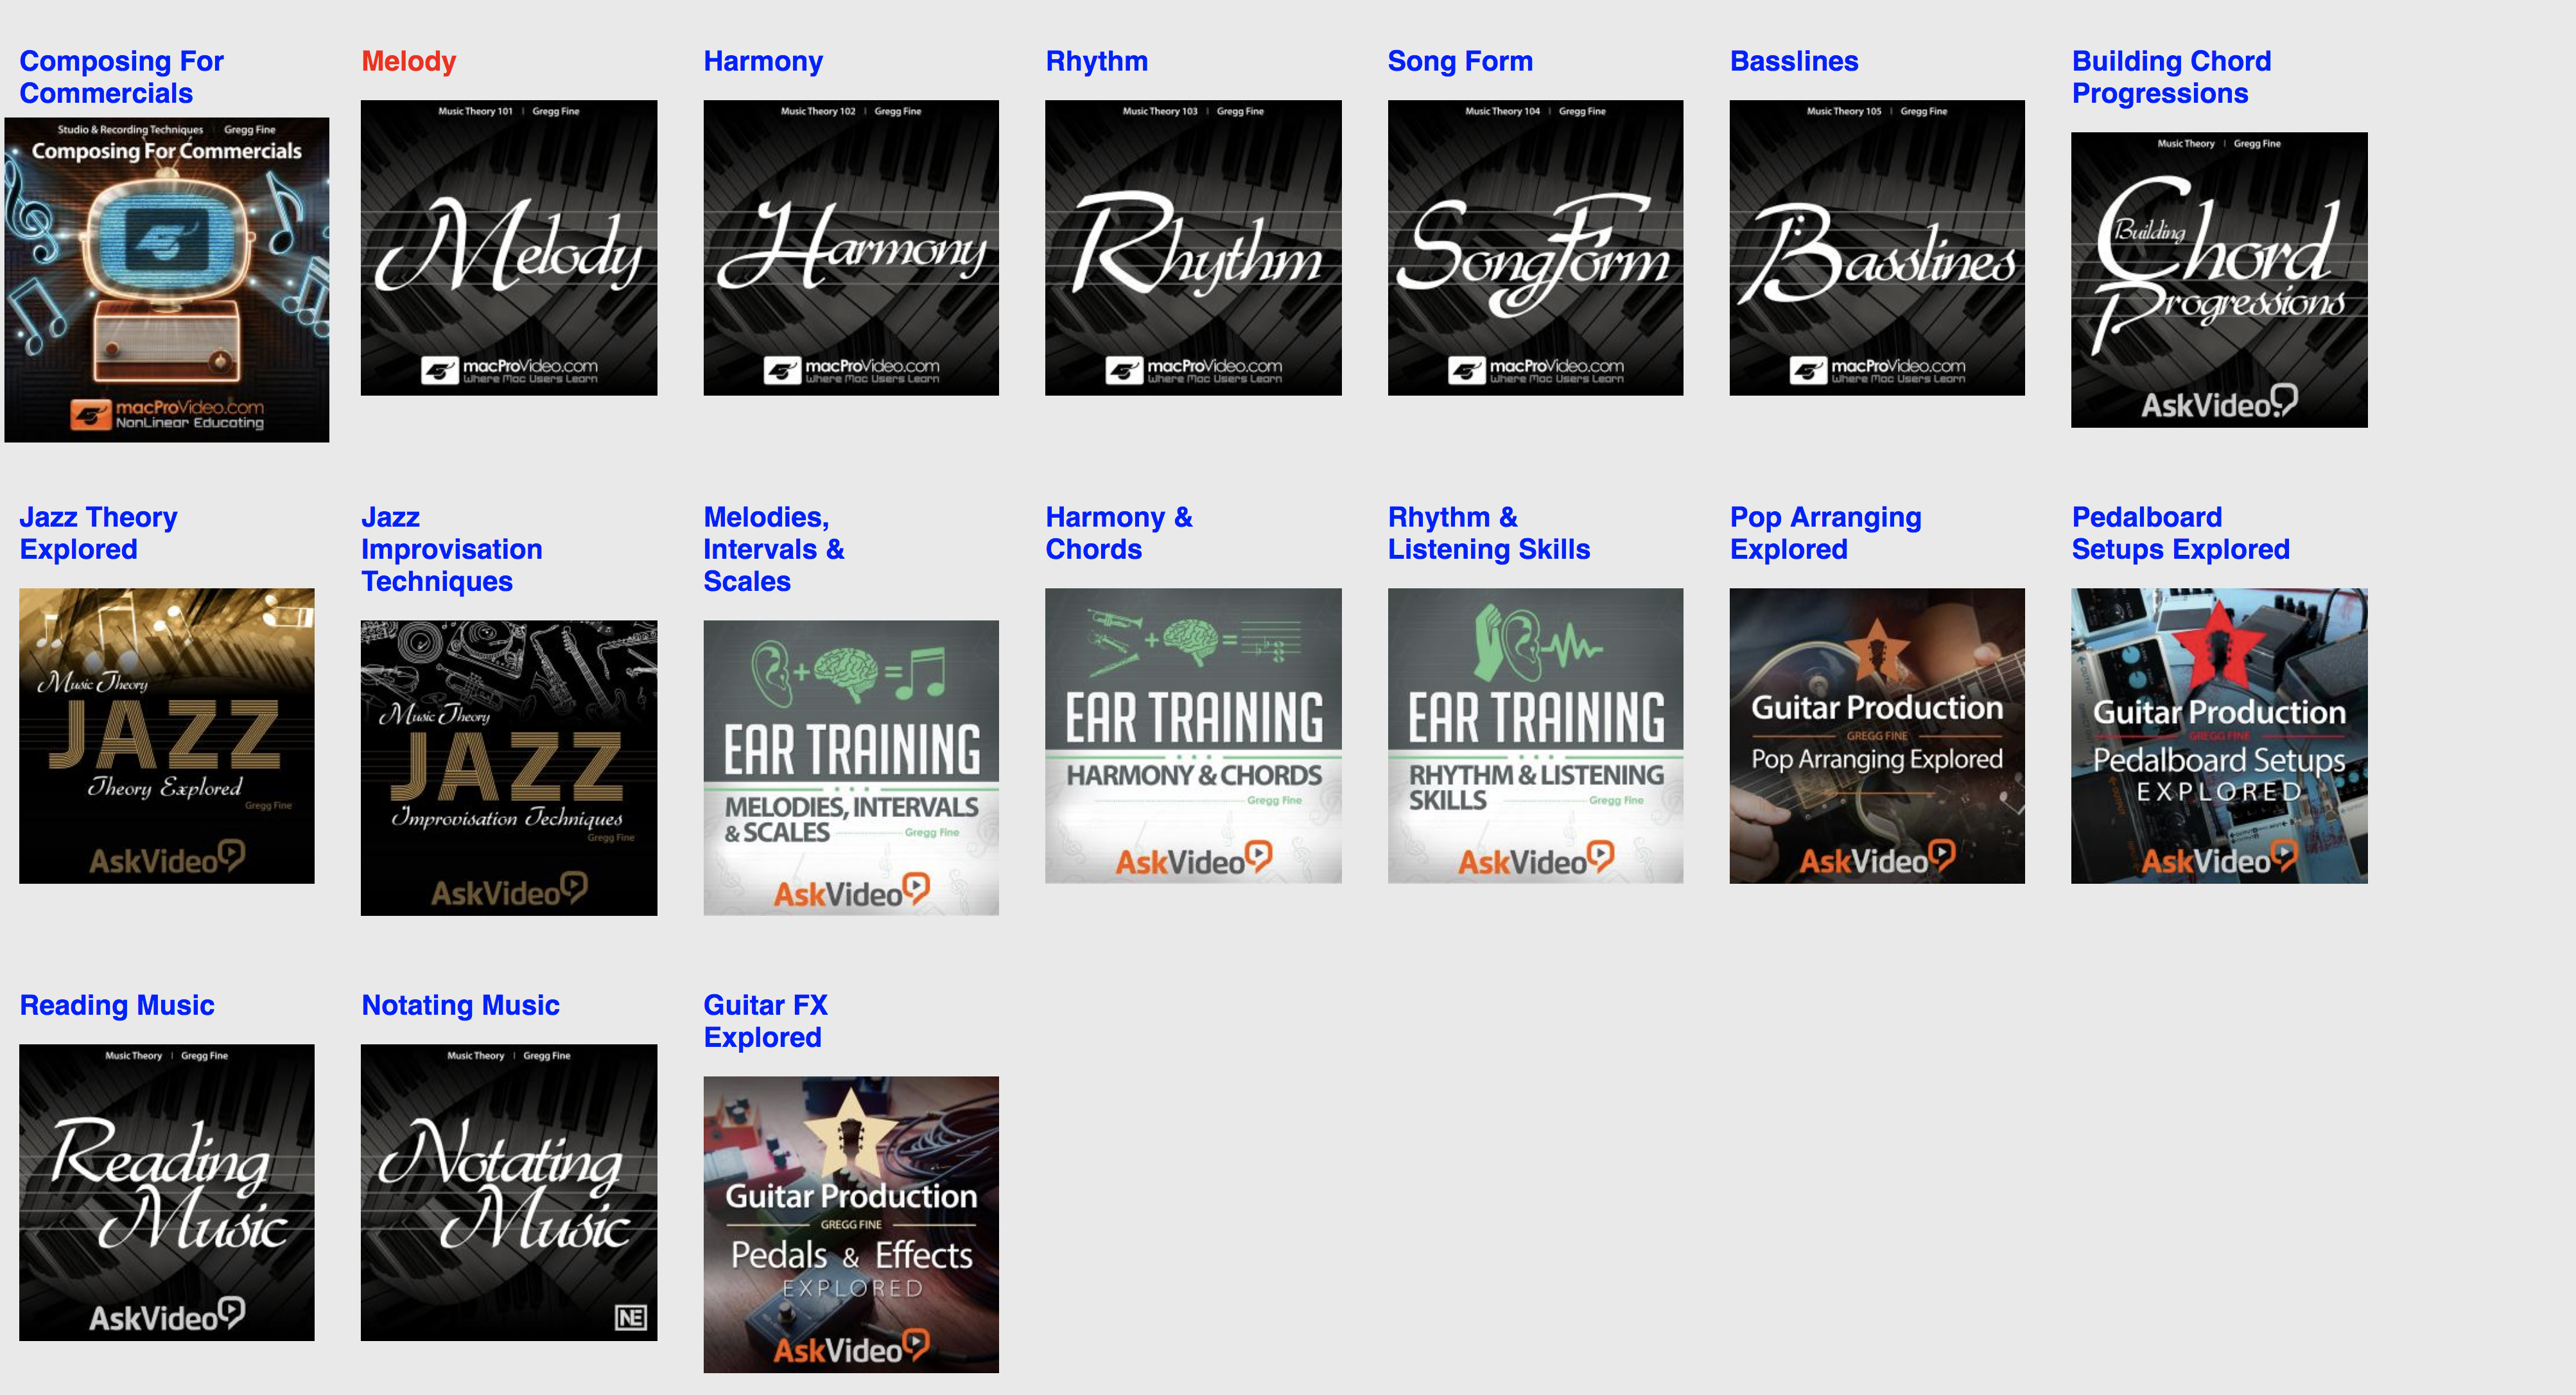 Composing For
Commercials
Studio & Recording Techniques | Gregg Fine
Composing For Commercials
macProVideo.com
NonLinear Educating
Melody
Music Theory 101 | Gregg Fine
Melody
macProVideo.com
Where Mac Users Learn
Harmony
Music Theory 102 | Gregg Fine
Harmony
macProVideo.com
Where Mac Users Learn
Rhythm
Music Theory 103 | Gregg Fine
Rhythm
macProVideo.com
Where Mac Users Learn
Song Form
Music Theory 104 | Gregg Fine
Song Form
macProVideo.com
Where Mac Users Learn
Basslines
Music Theory 105 | Gregg Fine
Basslines
macProVideo.com
Where Mac Users Learn
Building Chord
Progressions
Music Theory | Gregg Fine
Building Chord
Progressions
AskVideo
Jazz Theory
Explored
Music Theory
JAZZ
Theory Explored
Gregg Fine
AskVideo
Jazz
Improvisation
Techniques
Music Theory
JAZZ
Improvisation Techniques
Gregg Fine
AskVideo
Melodies,
Intervals &
Scales
+ =
EAR TRAINING
MELODIES, INTERVALS
& SCALES
Gregg Fine
AskVideo
Harmony &
Chords
+ =
EAR TRAINING
HARMONY & CHORDS
Gregg Fine
AskVideo
Rhythm &
Listening Skills
EAR TRAINING
RHYTHM & LISTENING
SKILLS
Gregg Fine
AskVideo
Pop Arranging
Explored
Guitar Production
GREGG FINE
Pop Arranging Explored
AskVideo
Pedalboard
Setups Explored
Guitar Production
GREGG FINE
Pedalboard Setups
EXPLORED
AskVideo
Reading Music
Music Theory | Gregg Fine
Reading
Music
AskVideo
Notating Music
Music Theory | Gregg Fine
Notating
Music
NE
Guitar FX
Explored
Guitar Production
GREGG FINE
Pedals & Effects
EXPLORED
AskVideo